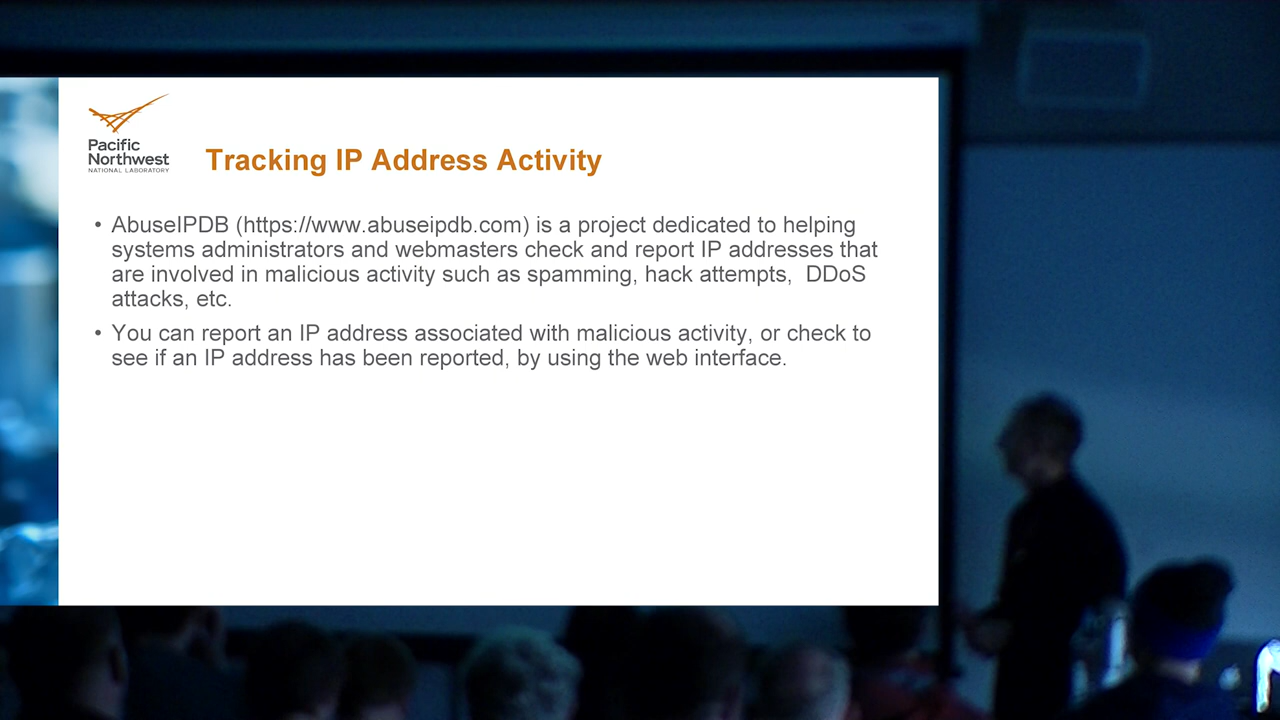 Pacific
Northwest
NATIONAL LABORATORY
Tracking IP Address Activity
• AbuseIPDB (https://www.abuseipdb.com) is a project dedicated to helping
systems administrators and webmasters check and report IP addresses that
are involved in malicious activity such as spamming, hack attempts,  DDoS
attacks, etc.
• You can report an IP address associated with malicious activity, or check to
see if an IP address has been reported, by using the web interface.